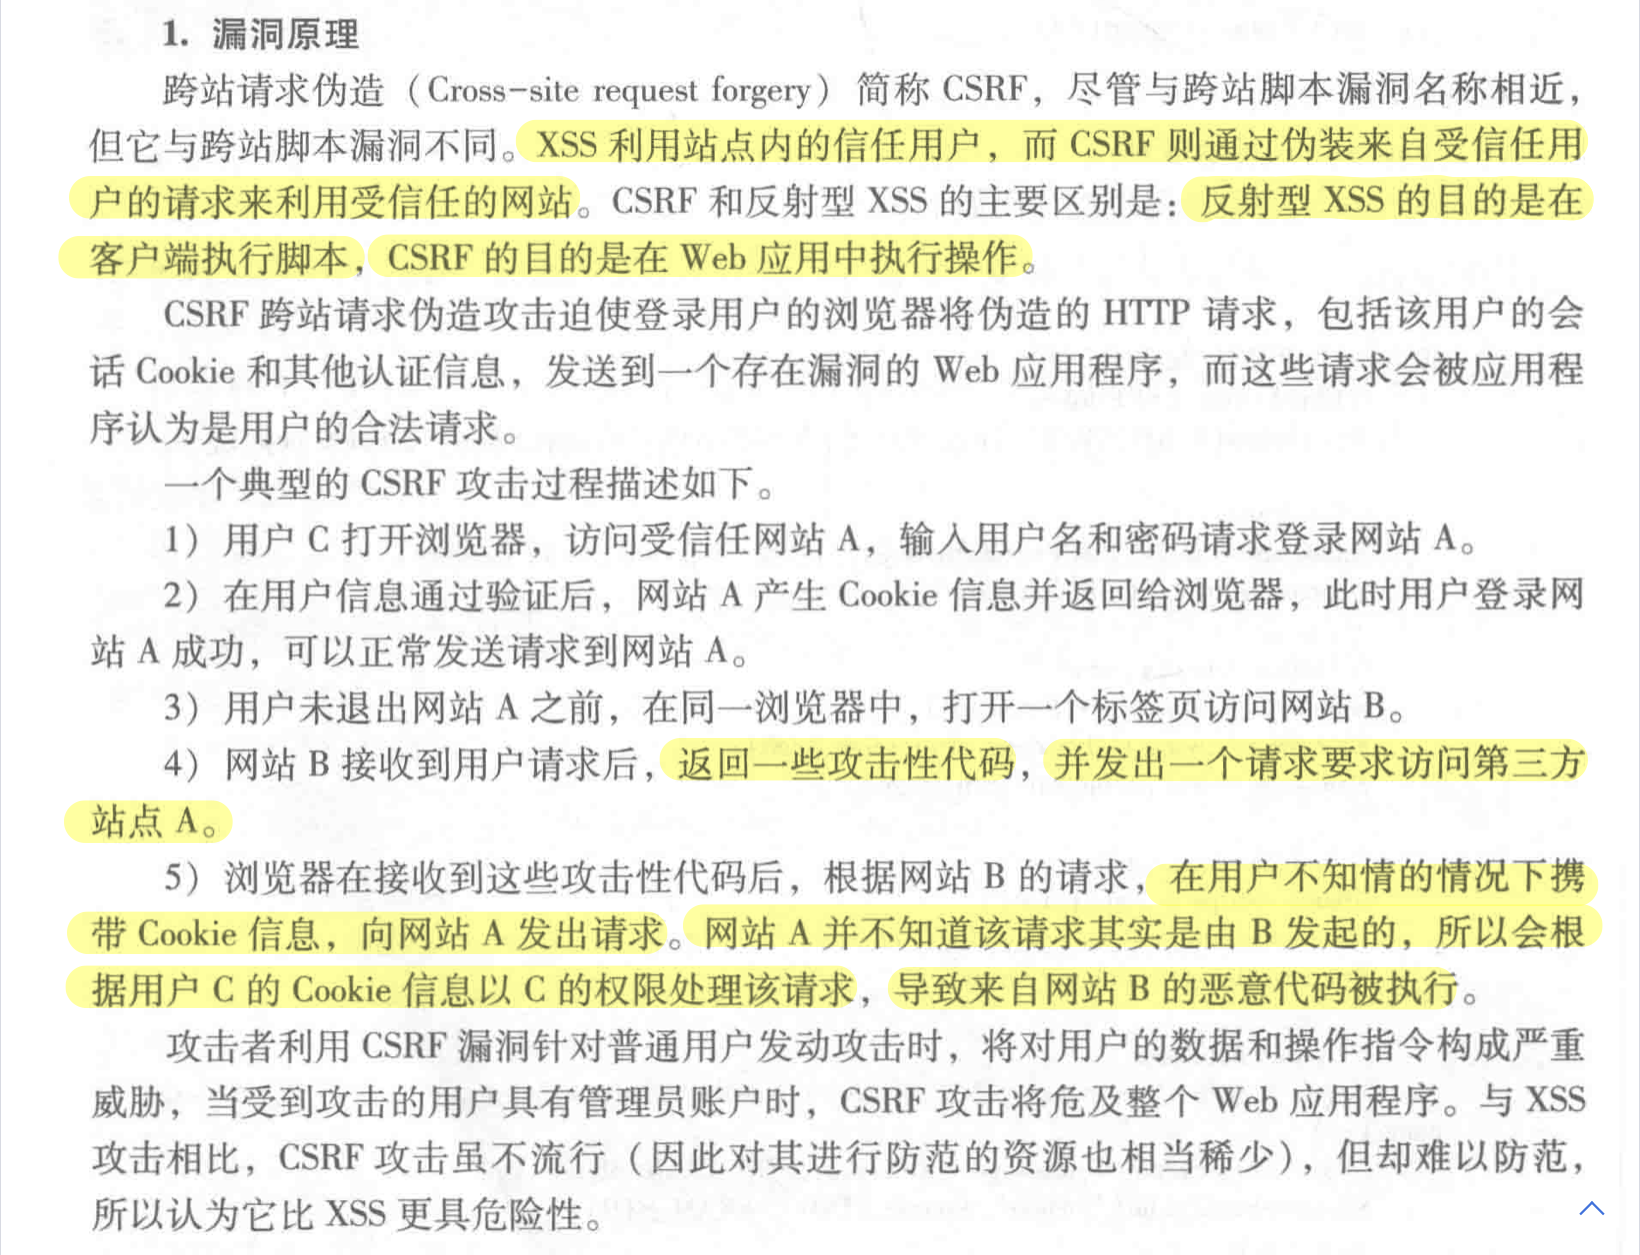 1. 漏洞原理
跨站请求伪造（Cross-site request forgery）简称 CSRF，尽管与跨站脚本漏洞名称相近，
但它与跨站脚本漏洞不同。XSS 利用站点内的信任用户，而 CSRF 则通过伪装来自受信任用
户的请求来利用受信任的网站。CSRF 和反射型 XSS 的主要区别是：反射型 XSS 的目的是在
客户端执行脚本，CSRF 的目的是在 Web 应用中执行操作。
CSRF 跨站请求伪造攻击迫使登录用户的浏览器将伪造的 HTTP 请求，包括该用户的会
话 Cookie 和其他认证信息，发送到一个存在漏洞的 Web 应用程序，而这些请求会被应用程
序认为是用户的合法请求。
一个典型的 CSRF 攻击过程描述如下。
1）用户 C 打开浏览器，访问受信任网站 A，输入用户名和密码请求登录网站 A。
2）在用户信息通过验证后，网站 A 产生 Cookie 信息并返回给浏览器，此时用户登录网
站 A 成功，可以正常发送请求到网站 A。
3）用户未退出网站 A 之前，在同一浏览器中，打开一个标签页访问网站 B。
4）网站 B 接收到用户请求后，返回一些攻击性代码，并发出一个请求要求访问第三方
站点 A。
5）浏览器在接收到这些攻击性代码后，根据网站 B 的请求，在用户不知情的情况下携
带 Cookie 信息，向网站 A 发出请求。网站 A 并不知道该请求其实是由 B 发起的，所以会根
据用户 C 的 Cookie 信息以 C 的权限处理该请求，导致来自网站 B 的恶意代码被执行。
攻击者利用 CSRF 漏洞针对普通用户发动攻击时，将对用户的数据和操作指令构成严重
威胁，当受到攻击的用户具有管理员账户时，CSRF 攻击将危及整个 Web 应用程序。与 XSS
攻击相比，CSRF 攻击虽不流行（因此对其进行防范的资源也相当稀少），但却难以防范，
所以认为它比 XSS 更具危险性。